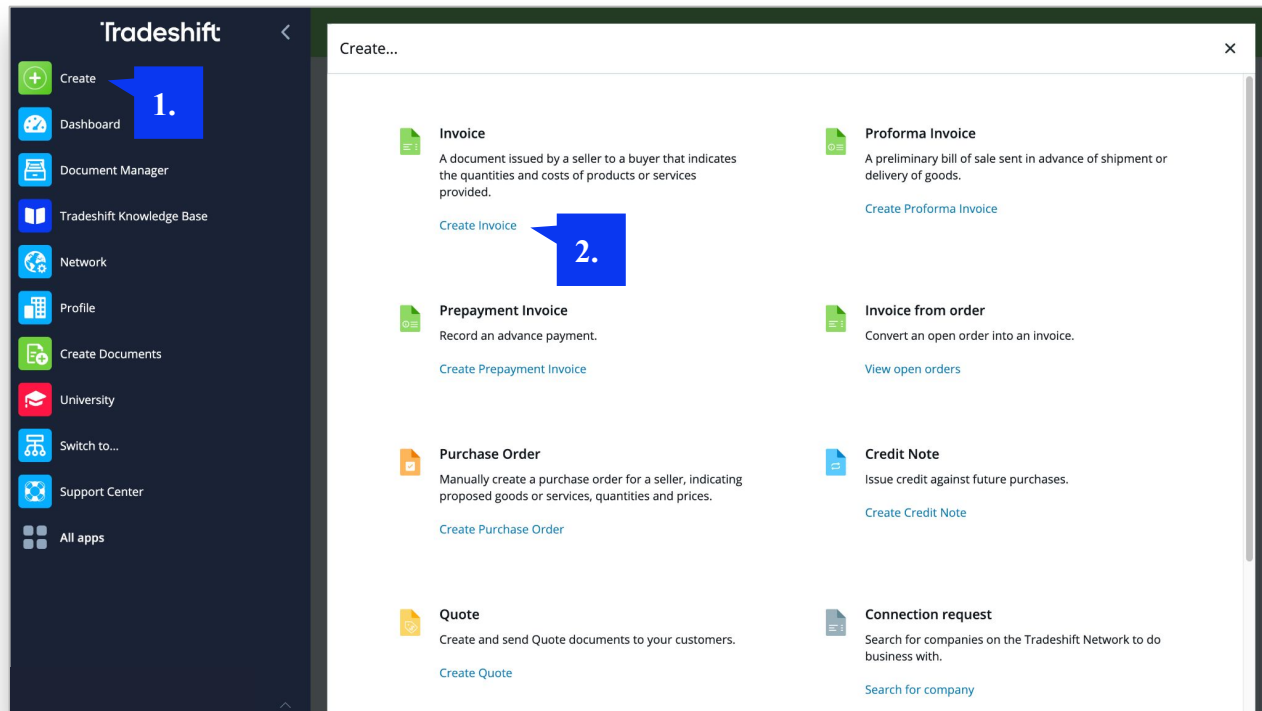 Tradeshift
Create
1.
Dashboard
Document Manager
Tradeshift Knowledge Base
Network
Profile
Create Documents
University
Switch to...
Support Center
All apps
Create...
Invoice
A document issued by a seller to a buyer that indicates
the quantities and costs of products or services
provided.
Create Invoice
2.
Proforma Invoice
A preliminary bill of sale sent in advance of shipment or
delivery of goods.
Create Proforma Invoice
Prepayment Invoice
Record an advance payment.
Create Prepayment Invoice
Invoice from order
Convert an open order into an invoice.
View open orders
Purchase Order
Manually create a purchase order for a seller, indicating
proposed goods or services, quantities and prices.
Create Purchase Order
Credit Note
Issue credit against future purchases.
Create Credit Note
Quote
Create and send Quote documents to your customers.
Create Quote
Connection request
Search for companies on the Tradeshift Network to do
business with.
Search for company